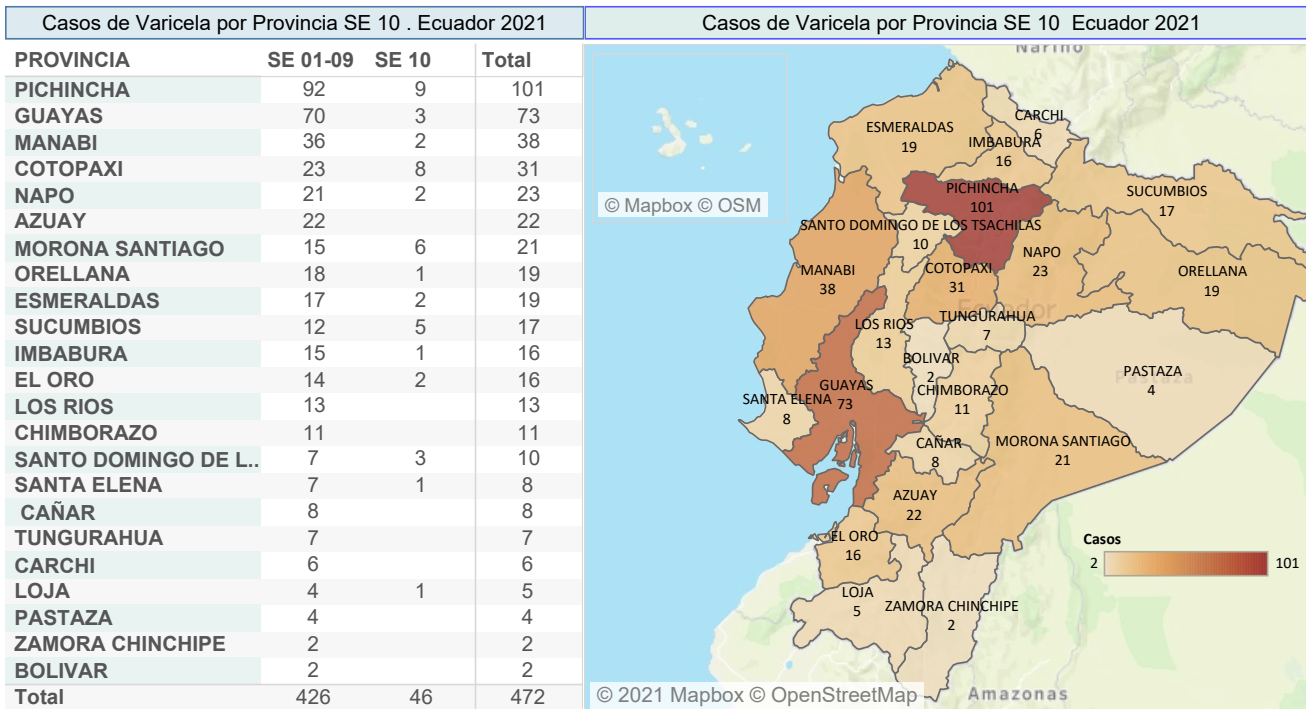 Casos de Varicela por Provincia SE 10 . Ecuador 2021
PROVINCIA SE 01-09 SE 10 Total
PICHINCHA 92 9 101
GUAYAS 70 3 73
MANABI 36 2 38
COTOPAXI 23 8 31
NAPO 21 2 23
AZUAY 22 22
MORONA SANTIAGO 15 6 21
ORELLANA 18 1 19
ESMERALDAS 17 2 19
SUCUMBIOS 12 5 17
IMBABURA 15 1 16
EL ORO 14 2 16
LOS RIOS 13 13
CHIMBORAZO 11 11
SANTO DOMINGO DE L.. 7 3 10
SANTA ELENA 7 1 8
CAÑAR 8 8
TUNGURAHUA 7 7
CARCHI 6 6
LOJA 4 1 5
PASTAZA 4 4
ZAMORA CHINCHIPE 2 2
BOLIVAR 2 2
Total 426 46 472
Casos de Varicela por Provincia SE 10 Ecuador 2021
Nariño
© Mapbox © OSM
CARCHI
6
ESMERALDAS
19
IMBABURA
16
PICHINCHA
101
SUCUMBIOS
17
SANTO DOMINGO DE LOS TSACHILAS
10
NAPO
23
MANABI
38
COTOPAXI
31
ORELLANA
19
Ecuador
TUNGURAHUA
7
LOS RIOS
13
BOLIVAR
2
PASTAZA
Pastaza
4
GUAYAS
73
CHIMBORAZO
11
SANTA ELENA
8
CAÑAR
8
MORONA SANTIAGO
21
AZUAY
22
EL ORO
16
Casos
2 101
LOJA
5
ZAMORA CHINCHIPE
2
© 2021 Mapbox © OpenStreetMap
Amazonas